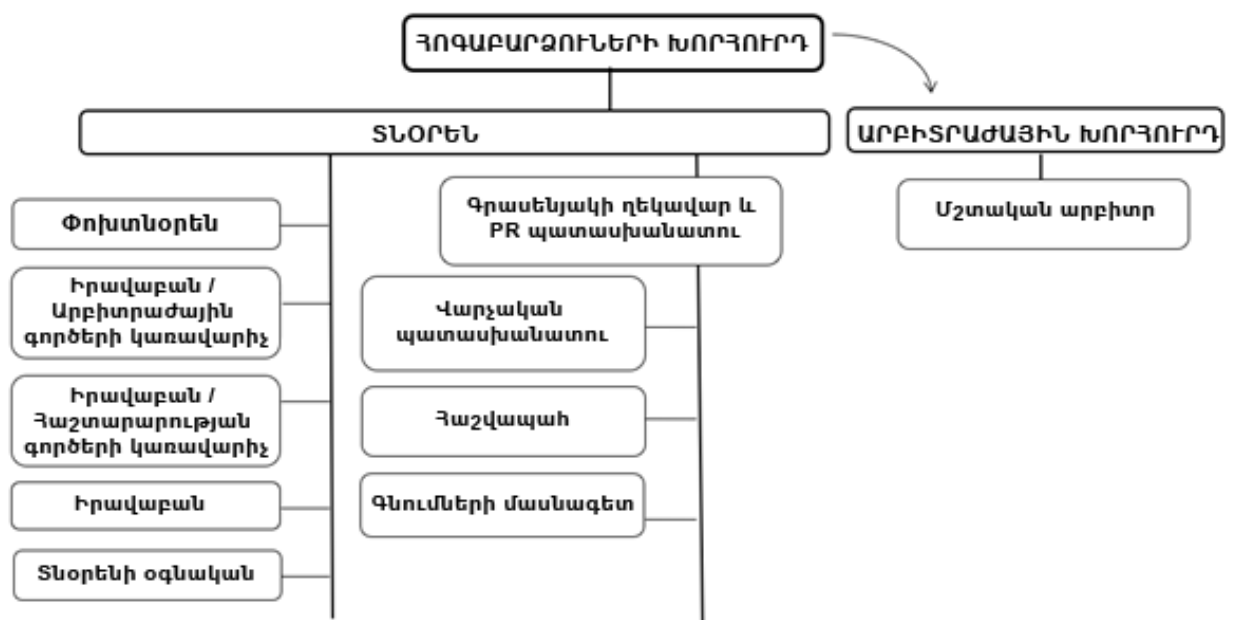 ՀՈԳԱԲԱՐՁՈՒՆԵՐԻ ԽՈՐՀՈՒՐԴ
ՏՆՕՐԵՆ
ԱՐԲԻՏՐԱԺԱՅԻՆ ԽՈՐՀՈՒՐԴ
Փոխտնօրեն
Իրավաբան /
Արբիտրաժային
գործերի կառավարիչ
Իրավաբան /
Հաշտարարության
գործերի կառավարիչ
Իրավաբան
Տնօրենի օգնական
Գրասենյակի ղեկավար և
PR պատասխանատու
Վարչական
պատասխանատու
Հաշվապահ
Գնումների մասնագետ
Մշտական արբիտր